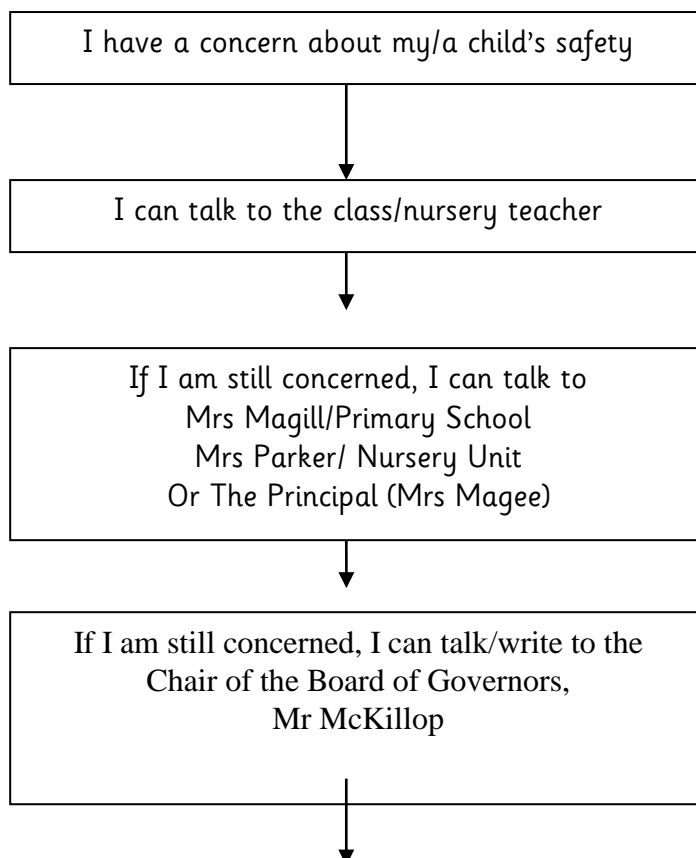 I have a concern about my/a child's safety
I can talk to the class/nursery teacher
If I am still concerned, I can talk to
Mrs Magill/Primary School
Mrs Parker/ Nursery Unit
Or The Principal (Mrs Magee)
If I am still concerned, I can talk/write to the
Chair of the Board of Governors,
Mr McKillop